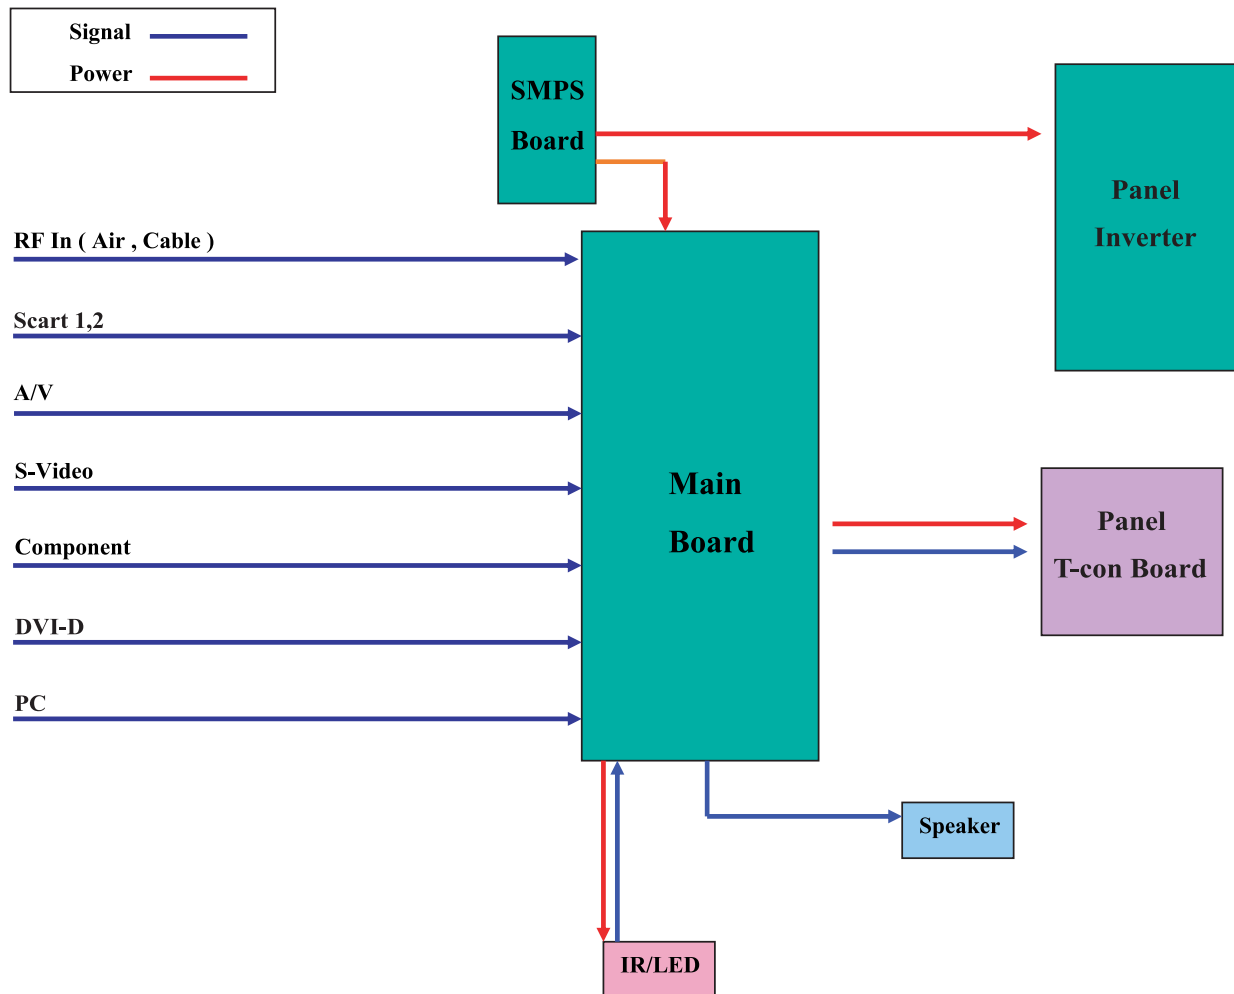 Signal
Power
SMPS
Board
Panel
Inverter
RF In ( Air , Cable )
Scart 1,2
A/V
S-Video
Component
DVI-D
PC
Main
Board
Panel
T-con Board
Speaker
IR/LED